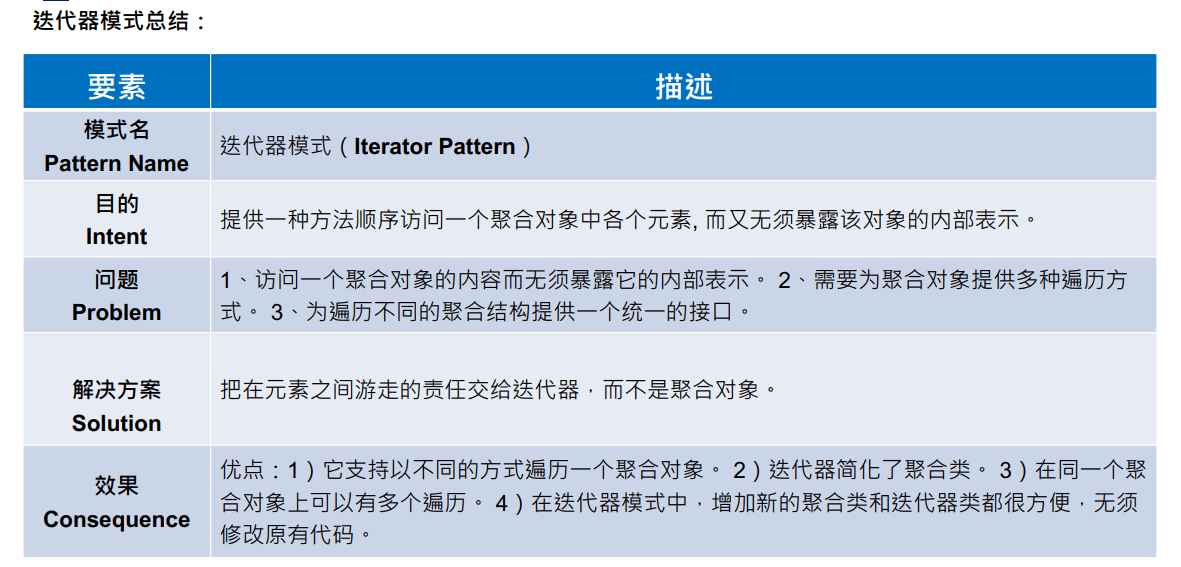 迭代器模式总结：
要素
描述
模式名
Pattern Name
迭代器模式（Iterator Pattern）
目的
Intent
提供一种方法顺序访问一个聚合对象中各个元素, 而又无须暴露该对象的内部表示。
问题
Problem
1、访问一个聚合对象的内容而无须暴露它的内部表示。 2、需要为聚合对象提供多种遍历方
式。 3、为遍历不同的聚合结构提供一个统一的接口。
解决方案
Solution
把在元素之间游走的责任交给迭代器，而不是聚合对象。
效果
Consequence
优点：1）它支持以不同的方式遍历一个聚合对象。 2）迭代器简化了聚合类。 3）在同一个聚
合对象上可以有多个遍历。 4）在迭代器模式中，增加新的聚合类和迭代器类都很方便，无须
修改原有代码。